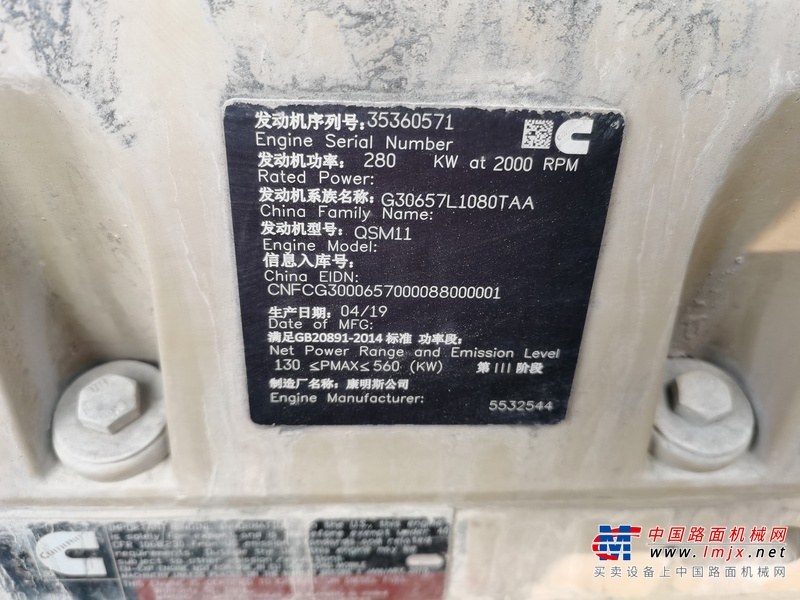 发动机序列号:35360571
Engine Serial Number
发动机功率: 280 KW at 2000 RPM
Rated Power:
发动机系族名称: G30657L1080TAA
China Family Name:
发动机型号: QSM11
Engine Model:
信息入库号:
China EIDN:
CNFCG3000657000088000001
生产日期: 04/19
Date of MFG:
满足GB20891-2014 标准 功率段:
Net Power Range and Emission Level
130 ≤PMAX≤ 560 (KW) 第 III 阶段
制造厂名称: 康明斯公司
Engine Manufacturer: 5532544
中国路面机械网
www.lmjx.net
买卖设备上中国路面机械网